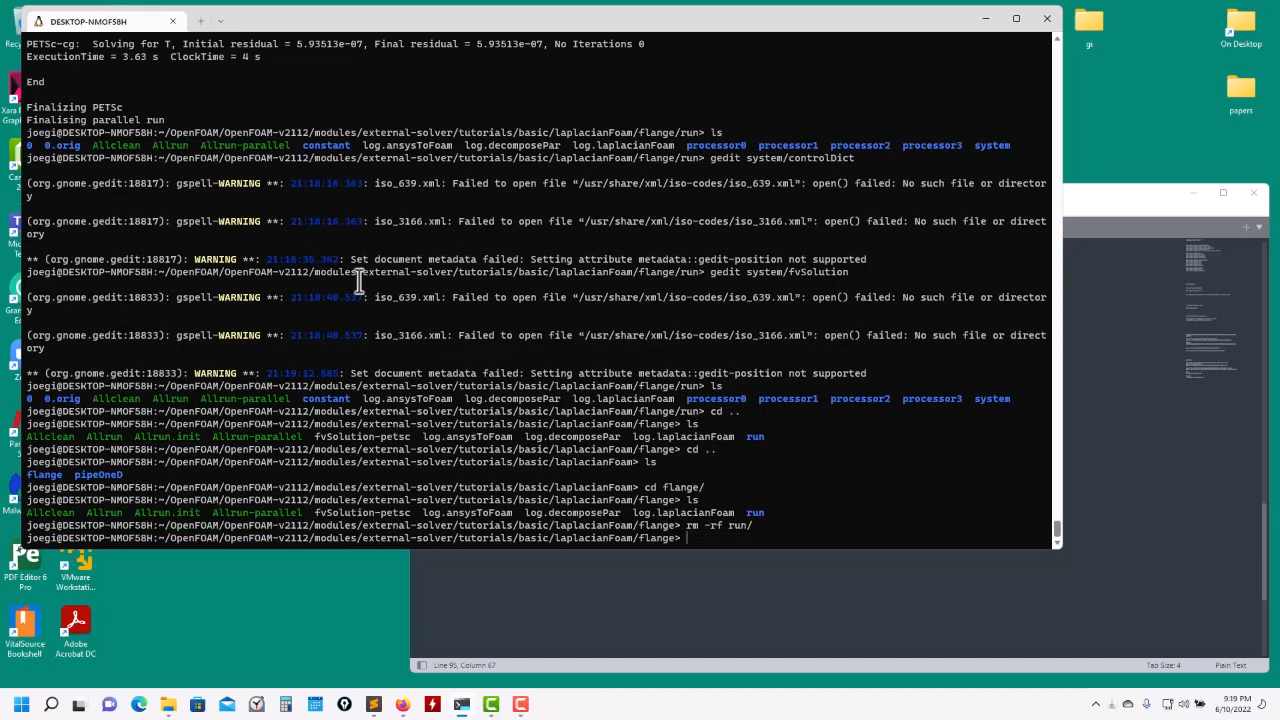 DESKTOP-NMOF58H
PETSc-cg:  Solving for T, Initial residual = 5.93513e-07, Final residual = 5.93513e-07, No Iterations 0
ExecutionTime = 3.63 s  ClockTime = 4 s
End
Finalizing PETSc
Finalising parallel run
joegi@DESKTOP-NMOF58H:~/OpenFOAM/OpenFOAM-v2112/modules/external-solver/tutorials/basic/laplacianFoam/flange/run> ls
0  0.orig  Allclean  Allrun  Allrun-parallel  constant  log.ansysToFoam  log.decomposePar  log.laplacianFoam  processor0  processor1  processor2  processor3  system
joegi@DESKTOP-NMOF58H:~/OpenFOAM/OpenFOAM-v2112/modules/external-solver/tutorials/basic/laplacianFoam/flange/run> gedit system/controlDict
(org.gnome.gedit:18817): gspell-WARNING **: 21:18:16.363: iso_639.xml: Failed to open file “/usr/share/xml/iso-codes/iso_639.xml”: open() failed: No such file or director
y
(org.gnome.gedit:18817): gspell-WARNING **: 21:18:16.363: iso_3166.xml: Failed to open file “/usr/share/xml/iso-codes/iso_3166.xml”: open() failed: No such file or direct
ory
** (org.gnome.gedit:18817): WARNING **: 21:18:35.342: Set document metadata failed: Setting attribute metadata::gedit-position not supported
joegi@DESKTOP-NMOF58H:~/OpenFOAM/OpenFOAM-v2112/modules/external-solver/tutorials/basic/laplacianFoam/flange/run> gedit system/fvSolution
(org.gnome.gedit:18833): gspell-WARNING **: 21:18:40.537: iso_639.xml: Failed to open file “/usr/share/xml/iso-codes/iso_639.xml”: open() failed: No such file or director
y
(org.gnome.gedit:18833): gspell-WARNING **: 21:18:40.537: iso_3166.xml: Failed to open file “/usr/share/xml/iso-codes/iso_3166.xml”: open() failed: No such file or direct
ory
** (org.gnome.gedit:18833): WARNING **: 21:19:12.585: Set document metadata failed: Setting attribute metadata::gedit-position not supported
joegi@DESKTOP-NMOF58H:~/OpenFOAM/OpenFOAM-v2112/modules/external-solver/tutorials/basic/laplacianFoam/flange/run> ls
0  0.orig  Allclean  Allrun  Allrun-parallel  constant  log.ansysToFoam  log.decomposePar  log.laplacianFoam  processor0  processor1  processor2  processor3  system
joegi@DESKTOP-NMOF58H:~/OpenFOAM/OpenFOAM-v2112/modules/external-solver/tutorials/basic/laplacianFoam/flange/run> cd ..
joegi@DESKTOP-NMOF58H:~/OpenFOAM/OpenFOAM-v2112/modules/external-solver/tutorials/basic/laplacianFoam/flange> ls
Allclean  Allrun  Allrun.init  Allrun-parallel  fvSolution-petsc  log.ansysToFoam  log.decomposePar  log.laplacianFoam  run
joegi@DESKTOP-NMOF58H:~/OpenFOAM/OpenFOAM-v2112/modules/external-solver/tutorials/basic/laplacianFoam/flange> cd ..
joegi@DESKTOP-NMOF58H:~/OpenFOAM/OpenFOAM-v2112/modules/external-solver/tutorials/basic/laplacianFoam> ls
flange  pipeOneD
joegi@DESKTOP-NMOF58H:~/OpenFOAM/OpenFOAM-v2112/modules/external-solver/tutorials/basic/laplacianFoam> cd flange/
joegi@DESKTOP-NMOF58H:~/OpenFOAM/OpenFOAM-v2112/modules/external-solver/tutorials/basic/laplacianFoam/flange> ls
Allclean  Allrun  Allrun.init  Allrun-parallel  fvSolution-petsc  log.ansysToFoam  log.decomposePar  log.laplacianFoam  run
joegi@DESKTOP-NMOF58H:~/OpenFOAM/OpenFOAM-v2112/modules/external-solver/tutorials/basic/laplacianFoam/flange> rm -rf run/
joegi@DESKTOP-NMOF58H:~/OpenFOAM/OpenFOAM-v2112/modules/external-solver/tutorials/basic/laplacianFoam/flange>
gi
On Desktop
papers
PDF Editor 6
Pro
VMware
Workstati...
VitalSource
Bookshelf
Adobe
Acrobat DC
Line 95, Column 67
Tab Size: 4
Plain Text
9:19 PM
6/10/2022